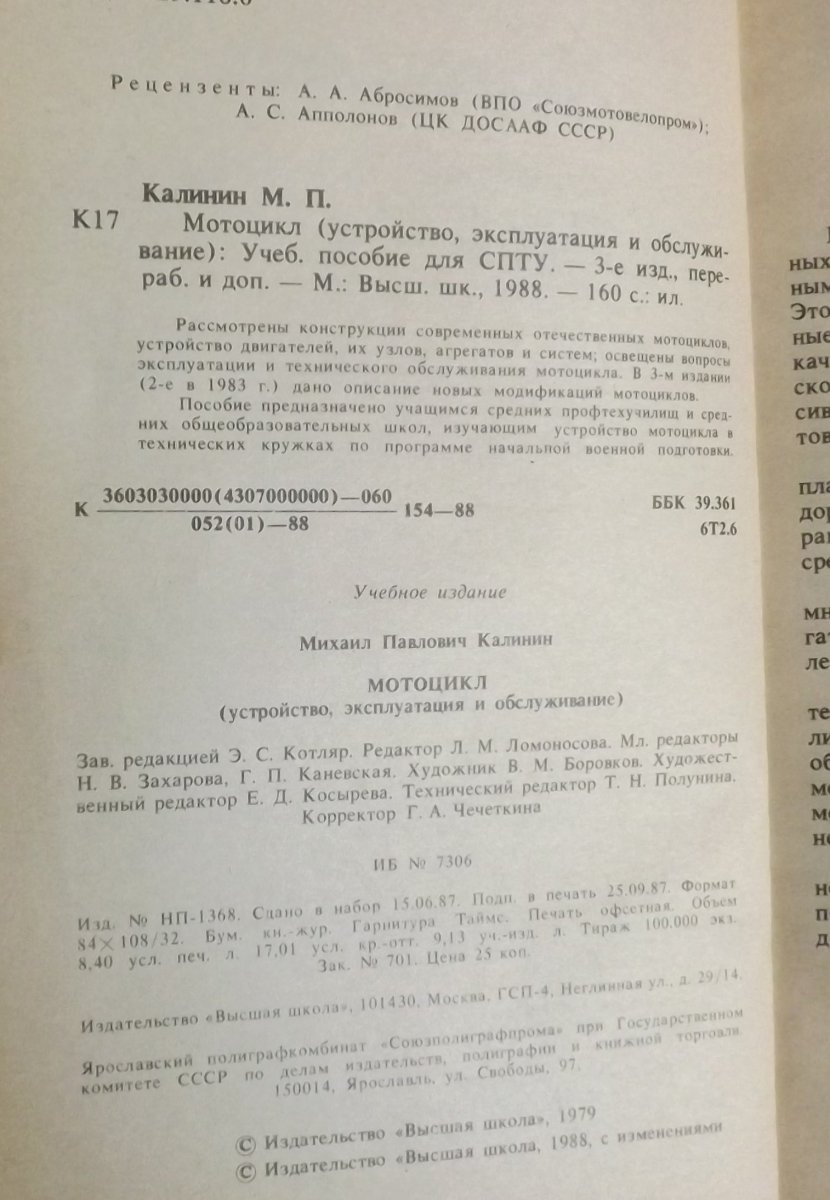 Рецензенты: А. А. Абросимов (ВПО «Союзмотовелопром»);
А. С. Апполонов (ЦК ДОСААФ СССР)
Калинин М. П.
К17 Мотоцикл (устройство, эксплуатация и обслужи-
вание): Учеб. пособие для СПТУ. — 3-е изд., пере-
раб. и доп. — М.: Высш. шк., 1988. — 160 с.: ил.
Рассмотрены конструкции современных отечественных мотоциклов,
устройство двигателей, их узлов, агрегатов и систем; освещены вопросы
эксплуатации и технического обслуживания мотоцикла. В 3-м издании
(2-е в 1983 г.) дано описание новых модификаций мотоциклов.
Пособие предназначено учащимся средних профтехучилищ и сред-
них общеобразовательных школ, изучающим устройство мотоцикла в
технических кружках по программе начальной военной подготовки.
К 3603030000(4307000000)—060
052(01)—88
154—88
ББК 39.361
6Т2.6
Учебное издание
Михаил Павлович Калинин
МОТОЦИКЛ
(устройство, эксплуатация и обслуживание)
Зав. редакцией Э. С. Котляр. Редактор Л. М. Ломоносова. Мл. редакторы
Н. В. Захарова, Г. П. Каневская. Художник В. М. Боровков. Художест-
венный редактор Е. Д. Косырева. Технический редактор Т. Н. Полунина.
Корректор Г. А. Чечеткина
ИБ № 7306
Изд. № НП-1368. Сдано в набор 15.06.87. Подп. в печать 25.09.87. Формат
84×108/32. Бум. кн.-жур. Гарнитура Таймс. Печать офсетная. Объем
8,40 усл. печ. л. 17,01 усл. кр.-отт. 9,13 уч.-изд. л. Тираж 100.000 экз.
Зак. № 701. Цена 25 коп.
Издательство «Высшая школа», 101430, Москва, ГСП-4, Неглинная ул., д. 29/14.
Ярославский полиграфкомбинат «Союзполиграфпрома» при Государственном
комитете СССР по делам издательств, полиграфии и книжной торговли.
150014, Ярославль, ул. Свободы, 97.
© Издательство «Высшая школа», 1979
© Издательство «Высшая школа, 1988, с изменениями